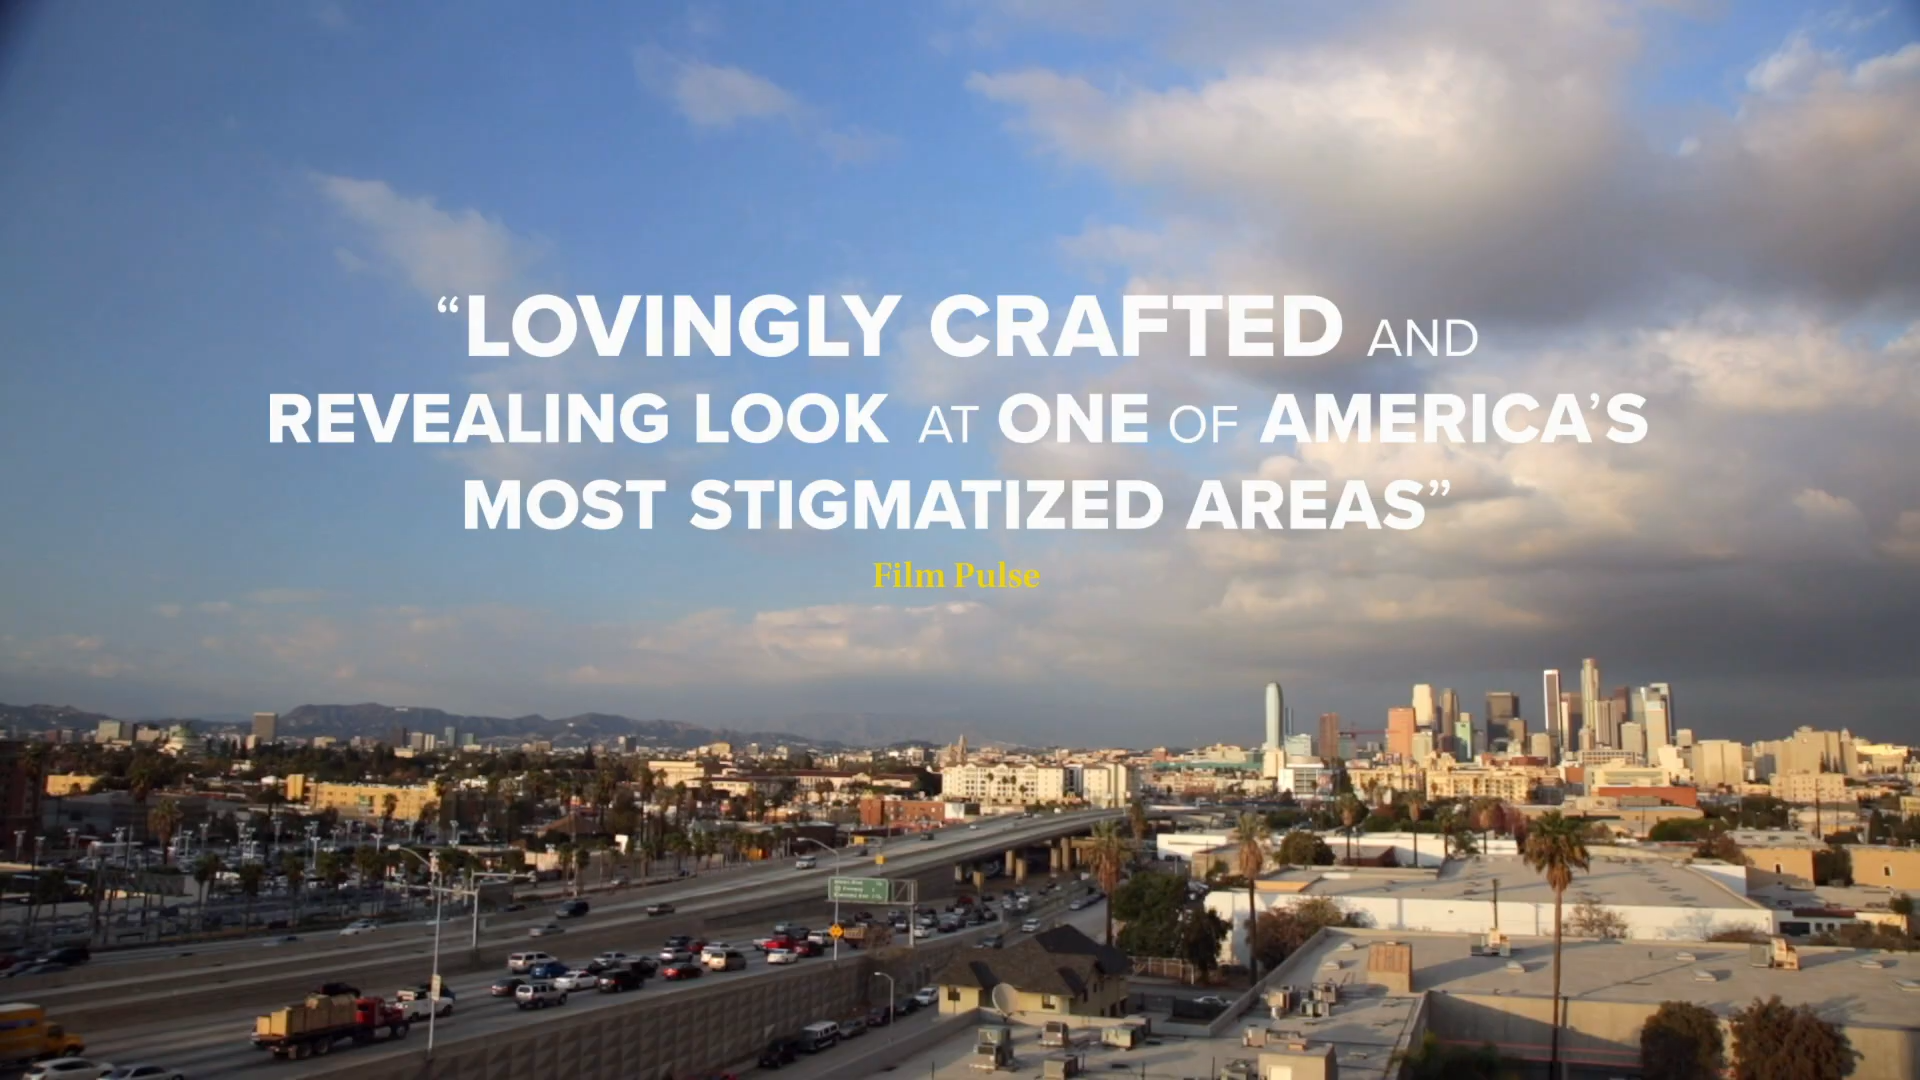 “LOVINGLY CRAFTED AND
REVEALING LOOK AT ONE OF AMERICA’S
MOST STIGMATIZED AREAS”
Film Pulse